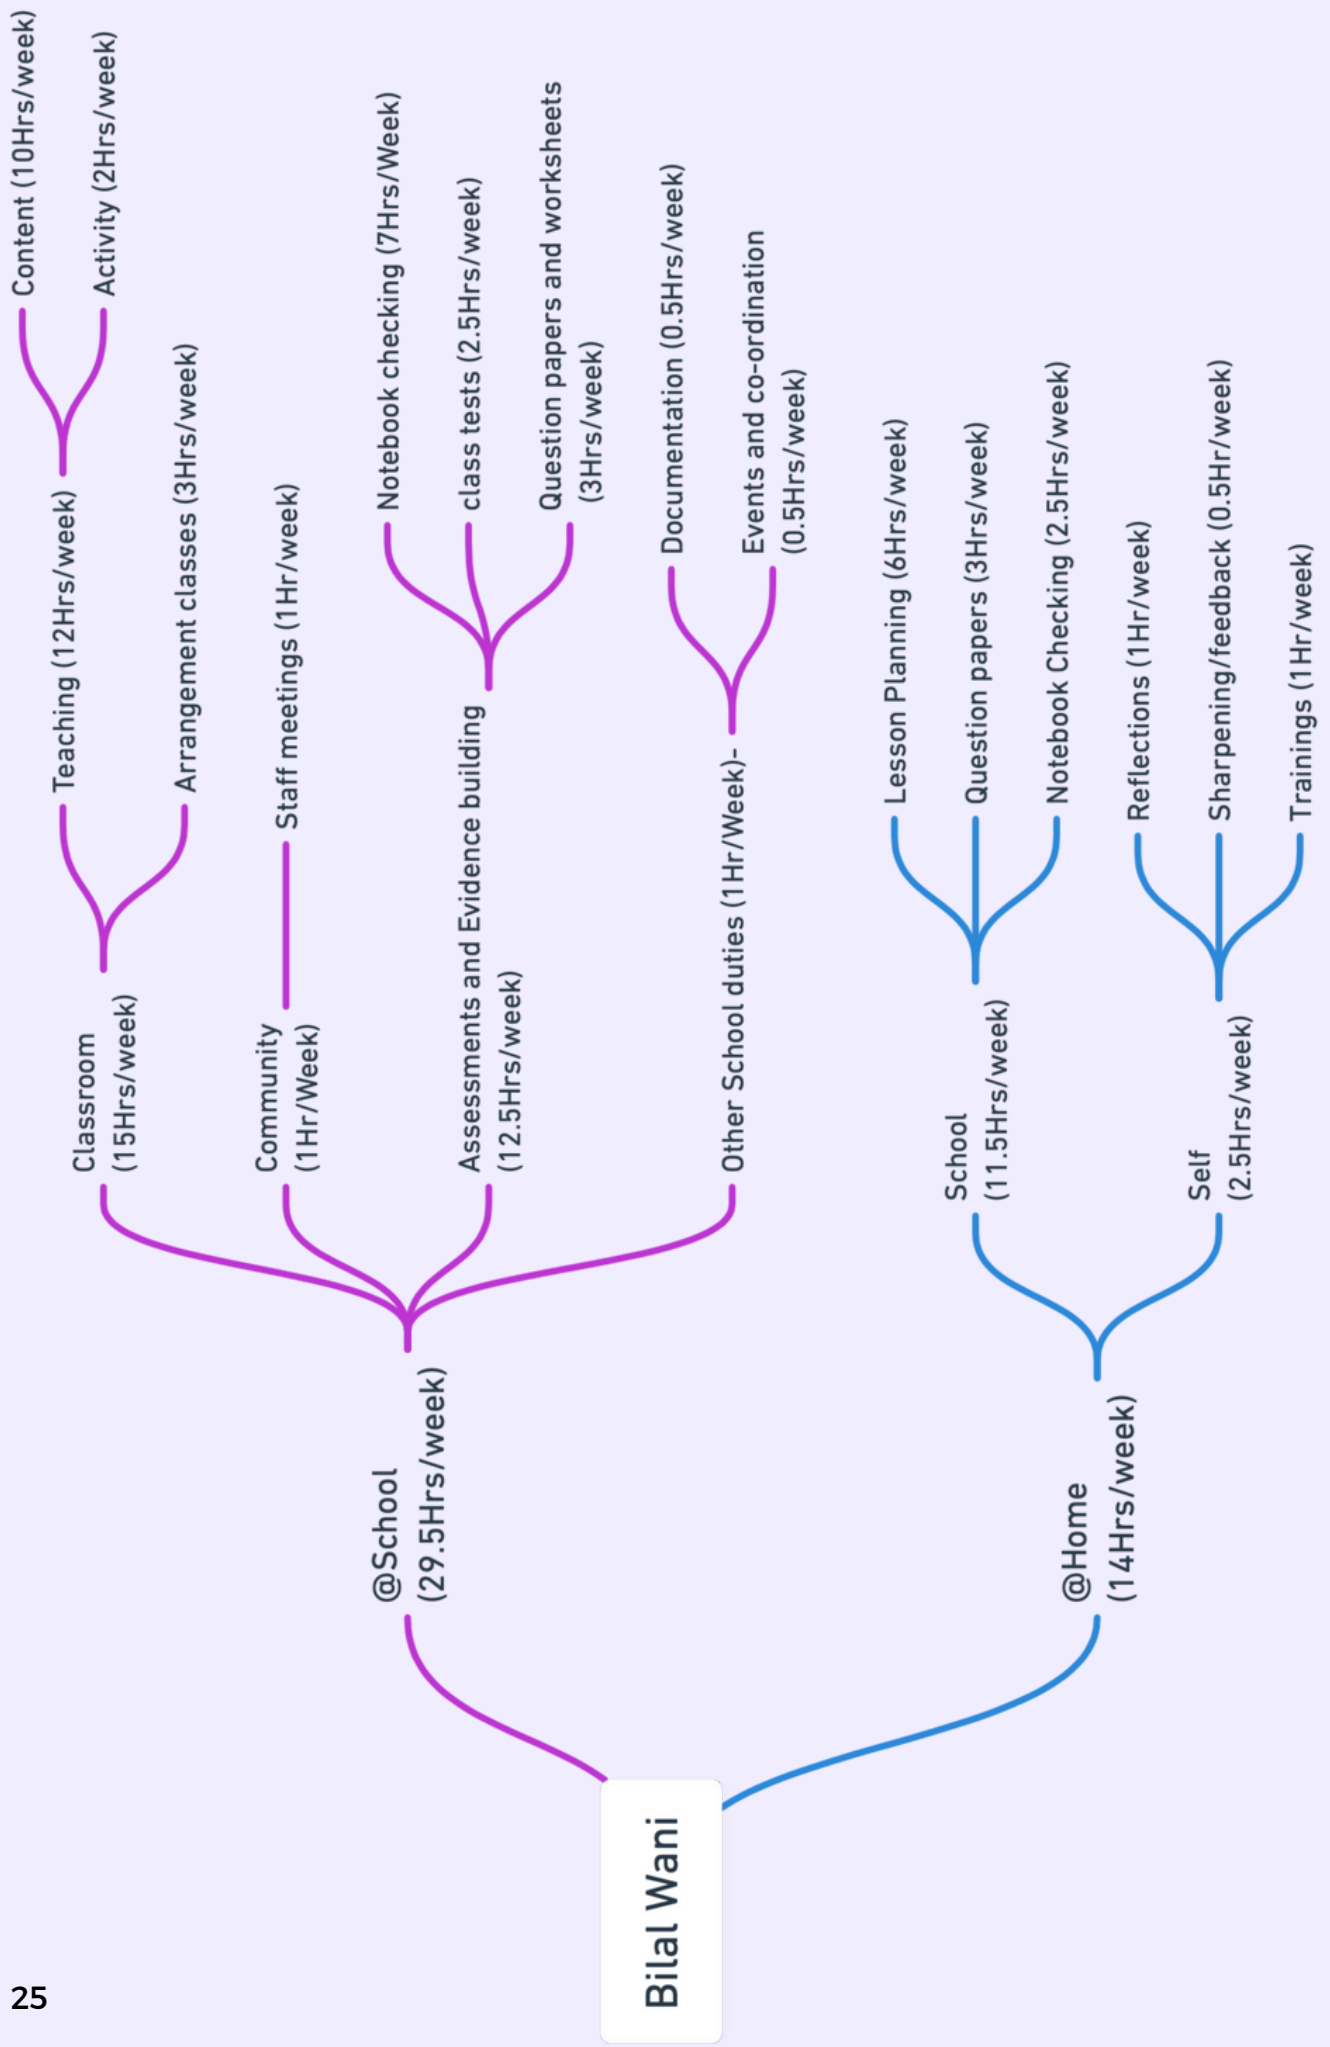 Bilal Wani
@School
(29.5Hrs/week)
Classroom
(15Hrs/week)
Teaching (12Hrs/week)
Content (10Hrs/week)
Activity (2Hrs/week)
Arrangement classes (3Hrs/week)
Community
(1Hr/Week)
Staff meetings (1Hr/week)
Assessments and Evidence building
(12.5Hrs/week)
Notebook checking (7Hrs/Week)
class tests (2.5Hrs/week)
Question papers and worksheets
(3Hrs/week)
Other School duties (1Hr/Week)-
Documentation (0.5Hrs/week)
Events and co-ordination
(0.5Hrs/week)
@Home
(14Hrs/week)
School
(11.5Hrs/week)
Lesson Planning (6Hrs/week)
Question papers (3Hrs/week)
Notebook Checking (2.5Hrs/week)
Self
(2.5Hrs/week)
Reflections (1Hr/week)
Sharpening/feedback (0.5Hr/week)
Trainings (1Hr/week)
25